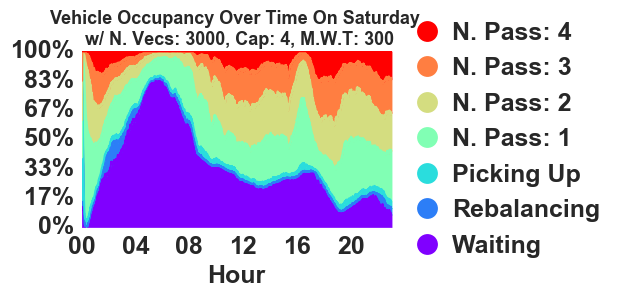 Vehicle Occupancy Over Time On Saturday
w/ N. Vecs: 3000, Cap: 4, M.W.T: 300
100%
83%
67%
50%
33%
17%
0%
00 04 08 12 16 20
Hour
N. Pass: 4
N. Pass: 3
N. Pass: 2
N. Pass: 1
Picking Up
Rebalancing
Waiting